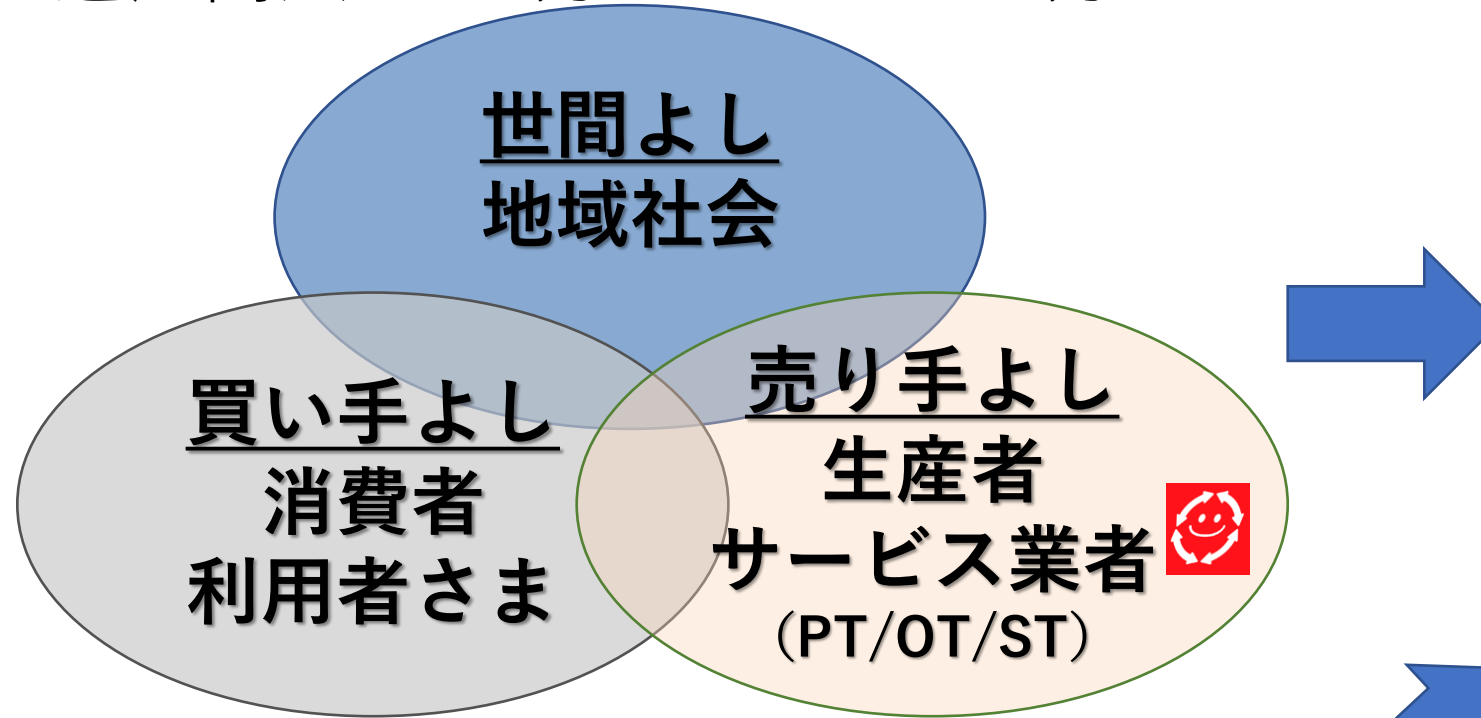 世間よし
地域社会
買い手よし
消費者
利用者さま
売り手よし
生産者
サービス業者
（PT/OT/ST）